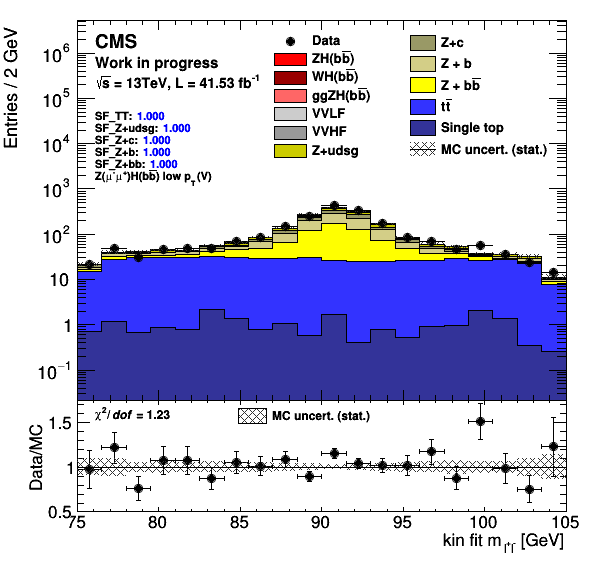 Entries / 2 GeV
10⁶
10⁵
10⁴
10³
10²
10
1
10⁻¹
CMS
Work in progress
√s = 13TeV, L = 41.53 fb⁻¹
SF_TT: 1.000
SF_Z+udsg: 1.000
SF_Z+c: 1.000
SF_Z+b: 1.000
SF_Z+bb: 1.000
Z(μ⁻μ⁺)H(bb̅) low p_T(V)
Data
ZH(bb̅)
WH(bb̅)
ggZH(bb̅)
VVLF
VVHF
Z+udsg
Z+c
Z + b
Z + bb̅
tt̅
Single top
MC uncert. (stat.)
Data/MC
1.5
1
0.5
χ²/dof = 1.23
MC uncert. (stat.)
75 80 85 90 95 100 105
kin fit m_l⁺l⁻ [GeV]